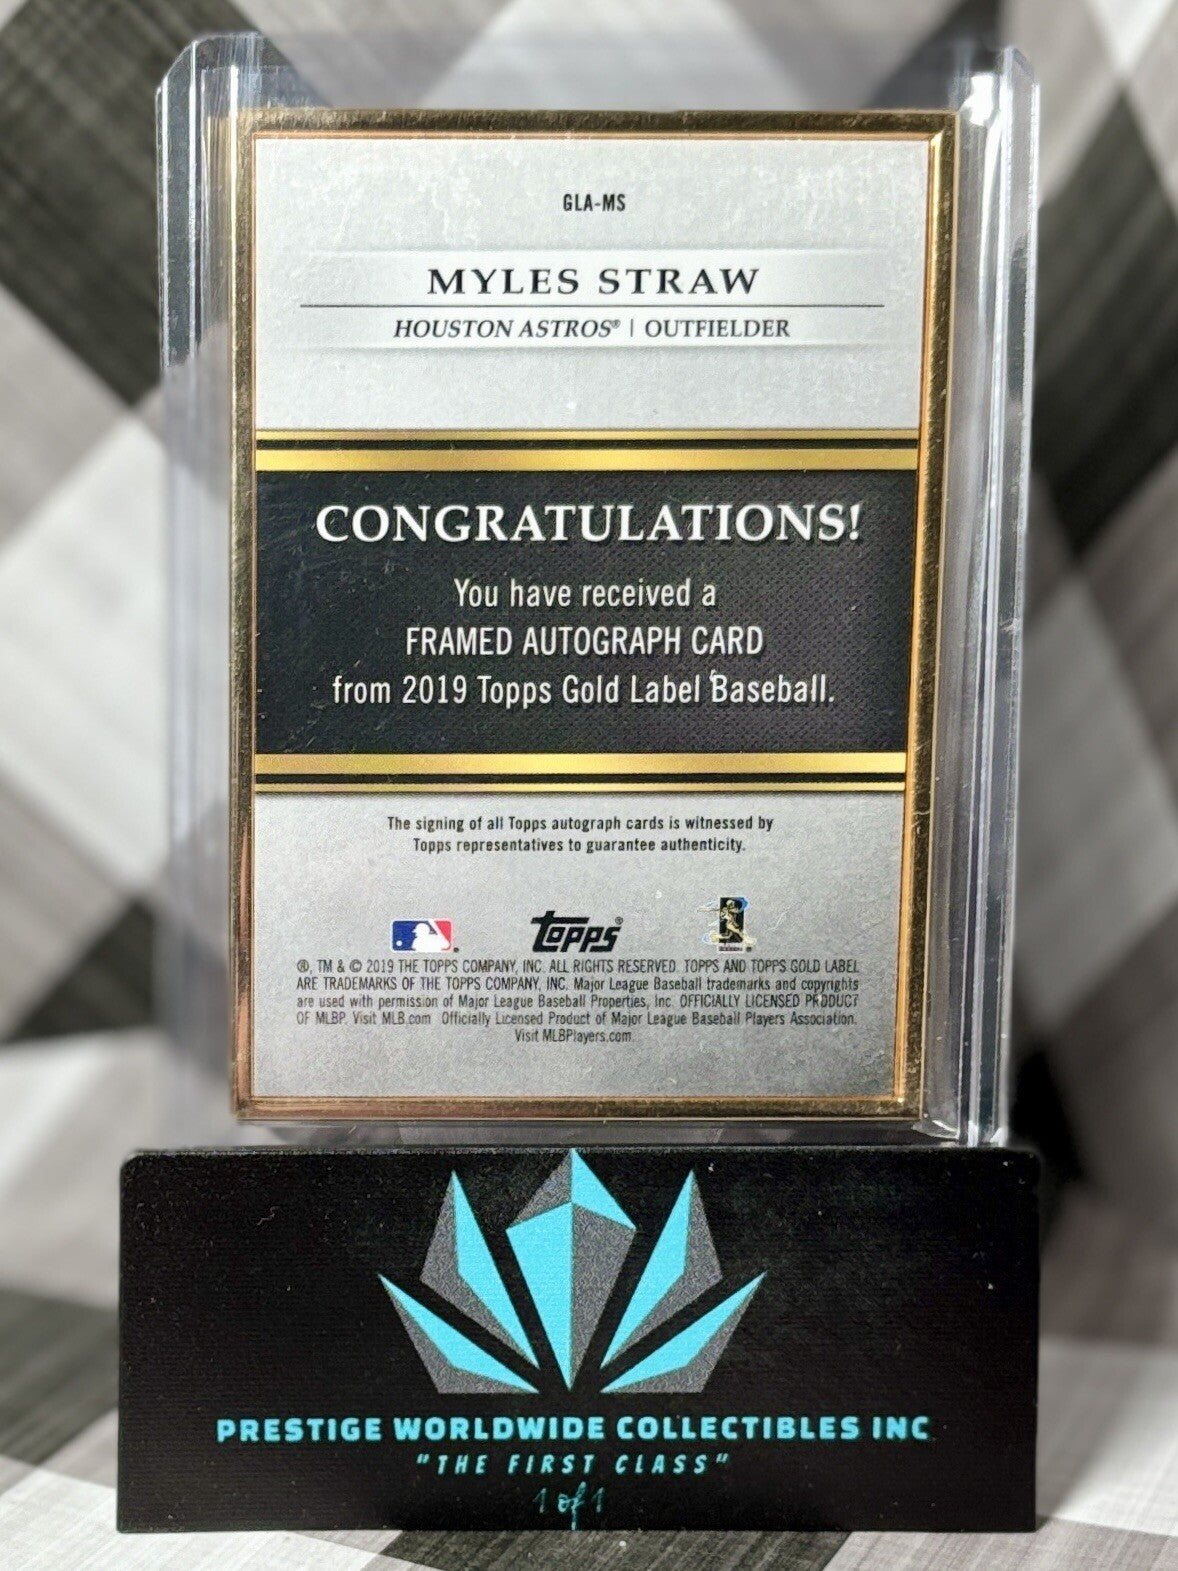 GLA-MS
MYLES STRAW
HOUSTON ASTROS® | OUTFIELDER
CONGRATULATIONS!
You have received a
FRAMED AUTOGRAPH CARD
from 2019 Topps Gold Label Baseball.
The signing of all Topps autograph cards is witnessed by
Topps representatives to guarantee authenticity.
Topps®
®, TM & © 2019 THE TOPPS COMPANY, INC. ALL RIGHTS RESERVED. TOPPS AND TOPPS GOLD LABEL
ARE TRADEMARKS OF THE TOPPS COMPANY, INC. Major League Baseball trademarks and copyrights
are used with permission of Major League Baseball Properties, Inc. OFFICIALLY LICENSED PRODUCT
OF MLBP. Visit MLB.com Officially Licensed Product of Major League Baseball Players Association.
Visit MLBPlayers.com.
PRESTIGE WORLDWIDE COLLECTIBLES INC
"THE FIRST CLASS"
1 of 1